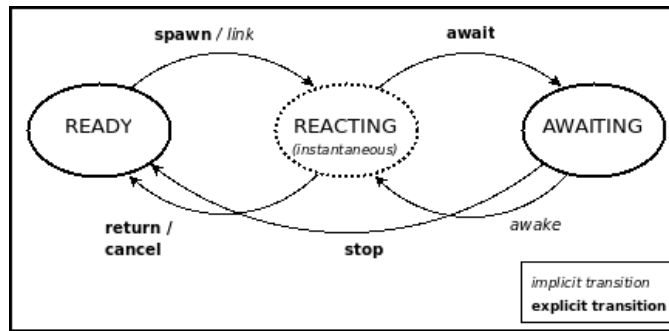 spawn / link
await
READY
REACTING
(instantaneous)
AWAITING
return /
cancel
stop
awake
implicit transition
explicit transition